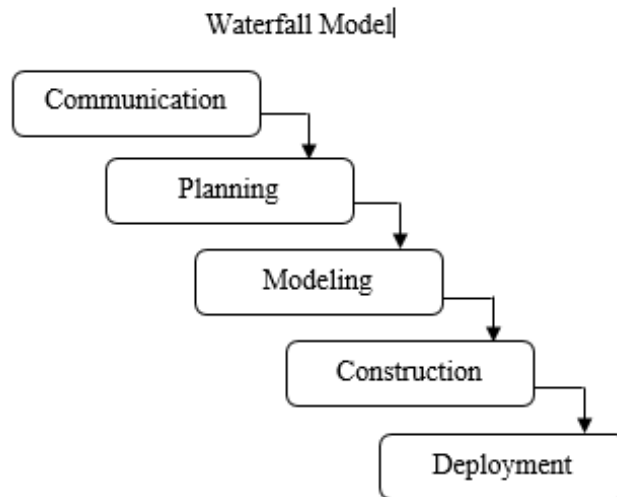 Waterfall Model
Communication
Planning
Modeling
Construction
Deployment